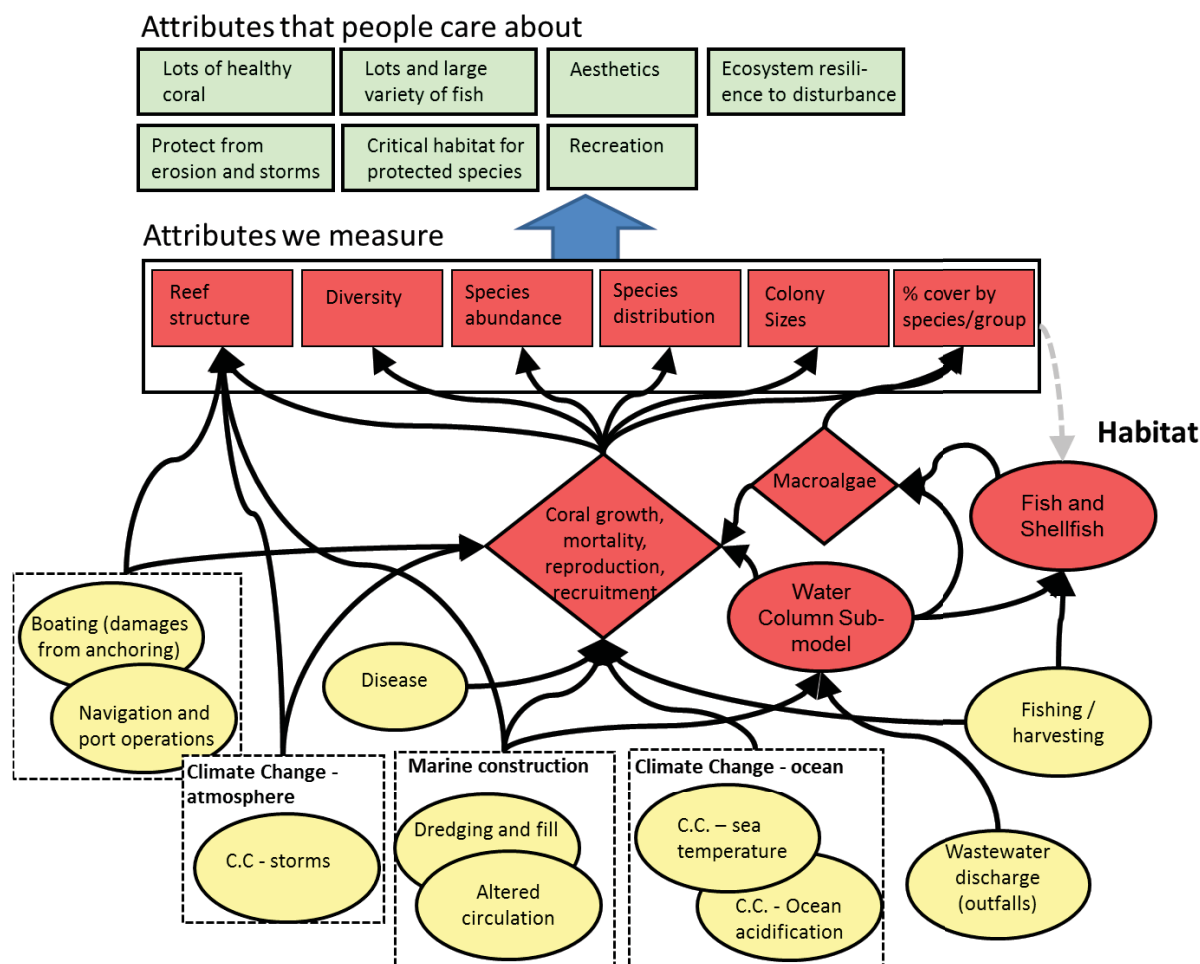 Attributes that people care about
Lots of healthy
coral
Lots and large
variety of fish
Aesthetics
Ecosystem resili-
ence to disturbance
Protect from
erosion and storms
Critical habitat for
protected species
Recreation
Attributes we measure
Reef
structure
Diversity
Species
abundance
Species
distribution
Colony
Sizes
% cover by
species/group
Habitat
Macroalgae
Fish and
Shellfish
Coral growth,
mortality,
reproduction,
recruitment
Water
Column Sub-
model
Boating (damages
from anchoring)
Navigation and
port operations
Disease
Fishing /
harvesting
Climate Change -
atmosphere
C.C - storms
Marine construction
Dredging and fill
Altered
circulation
Climate Change - ocean
C.C. – sea
temperature
C.C. - Ocean
acidification
Wastewater
discharge
(outfalls)